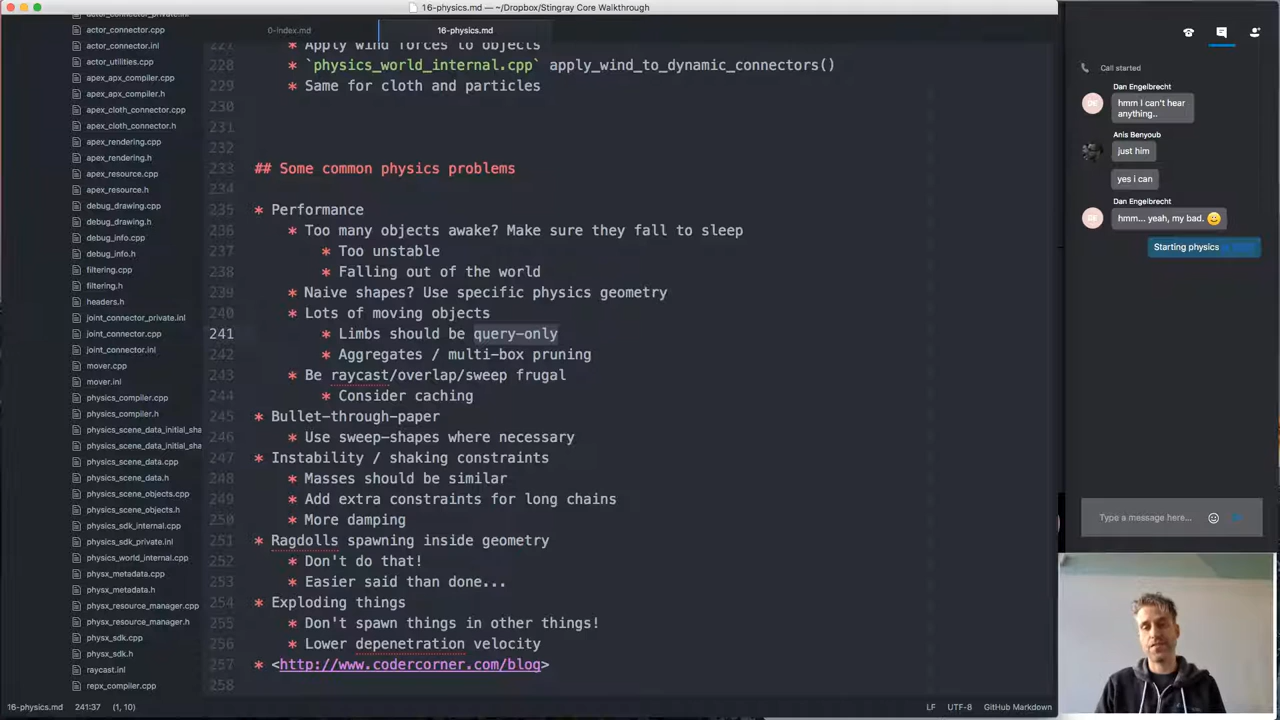 16-physics.md — ~/Dropbox/Stingray Core Walkthrough
0-index.md
16-physics.md
actor_connector.cpp
actor_connector.inl
actor_utilities.cpp
apex_apx_compiler.cpp
apex_apx_compiler.h
apex_cloth_connector.cpp
apex_cloth_connector.h
apex_rendering.cpp
apex_rendering.h
apex_resource.cpp
apex_resource.h
debug_drawing.cpp
debug_drawing.h
debug_info.cpp
debug_info.h
filtering.cpp
filtering.h
headers.h
joint_connector_private.inl
joint_connector.cpp
joint_connector.inl
mover.cpp
mover.inl
physics_compiler.cpp
physics_compiler.h
physics_scene_data_initial_sha
physics_scene_data_initial_sha
physics_scene_data.cpp
physics_scene_data.h
physics_scene_objects.cpp
physics_scene_objects.h
physics_sdk_internal.cpp
physics_sdk_private.inl
physics_world_internal.cpp
physx_metadata.cpp
physx_metadata.h
physx_resource_manager.cpp
physx_resource_manager.h
physx_sdk.cpp
physx_sdk.h
raycast.inl
repx_compiler.cpp
227 * Apply wind forces to objects
228 * `physics_world_internal.cpp` apply_wind_to_dynamic_connectors()
229 * Same for cloth and particles
230
231
232
233 ## Some common physics problems
234
235 * Performance
236 * Too many objects awake? Make sure they fall to sleep
237 * Too unstable
238 * Falling out of the world
239 * Naive shapes? Use specific physics geometry
240 * Lots of moving objects
241 * Limbs should be query-only
242 * Aggregates / multi-box pruning
243 * Be raycast/overlap/sweep frugal
244 * Consider caching
245 * Bullet-through-paper
246 * Use sweep-shapes where necessary
247 * Instability / shaking constraints
248 * Masses should be similar
249 * Add extra constraints for long chains
250 * More damping
251 * Ragdolls spawning inside geometry
252 * Don't do that!
253 * Easier said than done...
254 * Exploding things
255 * Don't spawn things in other things!
256 * Lower depenetration velocity
257 * <http://www.codercorner.com/blog>
258
16-physics.md 241:37 (1, 10)
LF UTF-8 GitHub Markdown
Call started
Dan Engelbrecht
DE
hmm I can't hear
anything..
Anis Benyoub
just him
yes i can
Dan Engelbrecht
DE
hmm... yeah, my bad.
Starting physics
Type a message here...